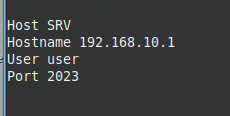 Host SRV
Hostname 192.168.10.1
User user
Port 2023